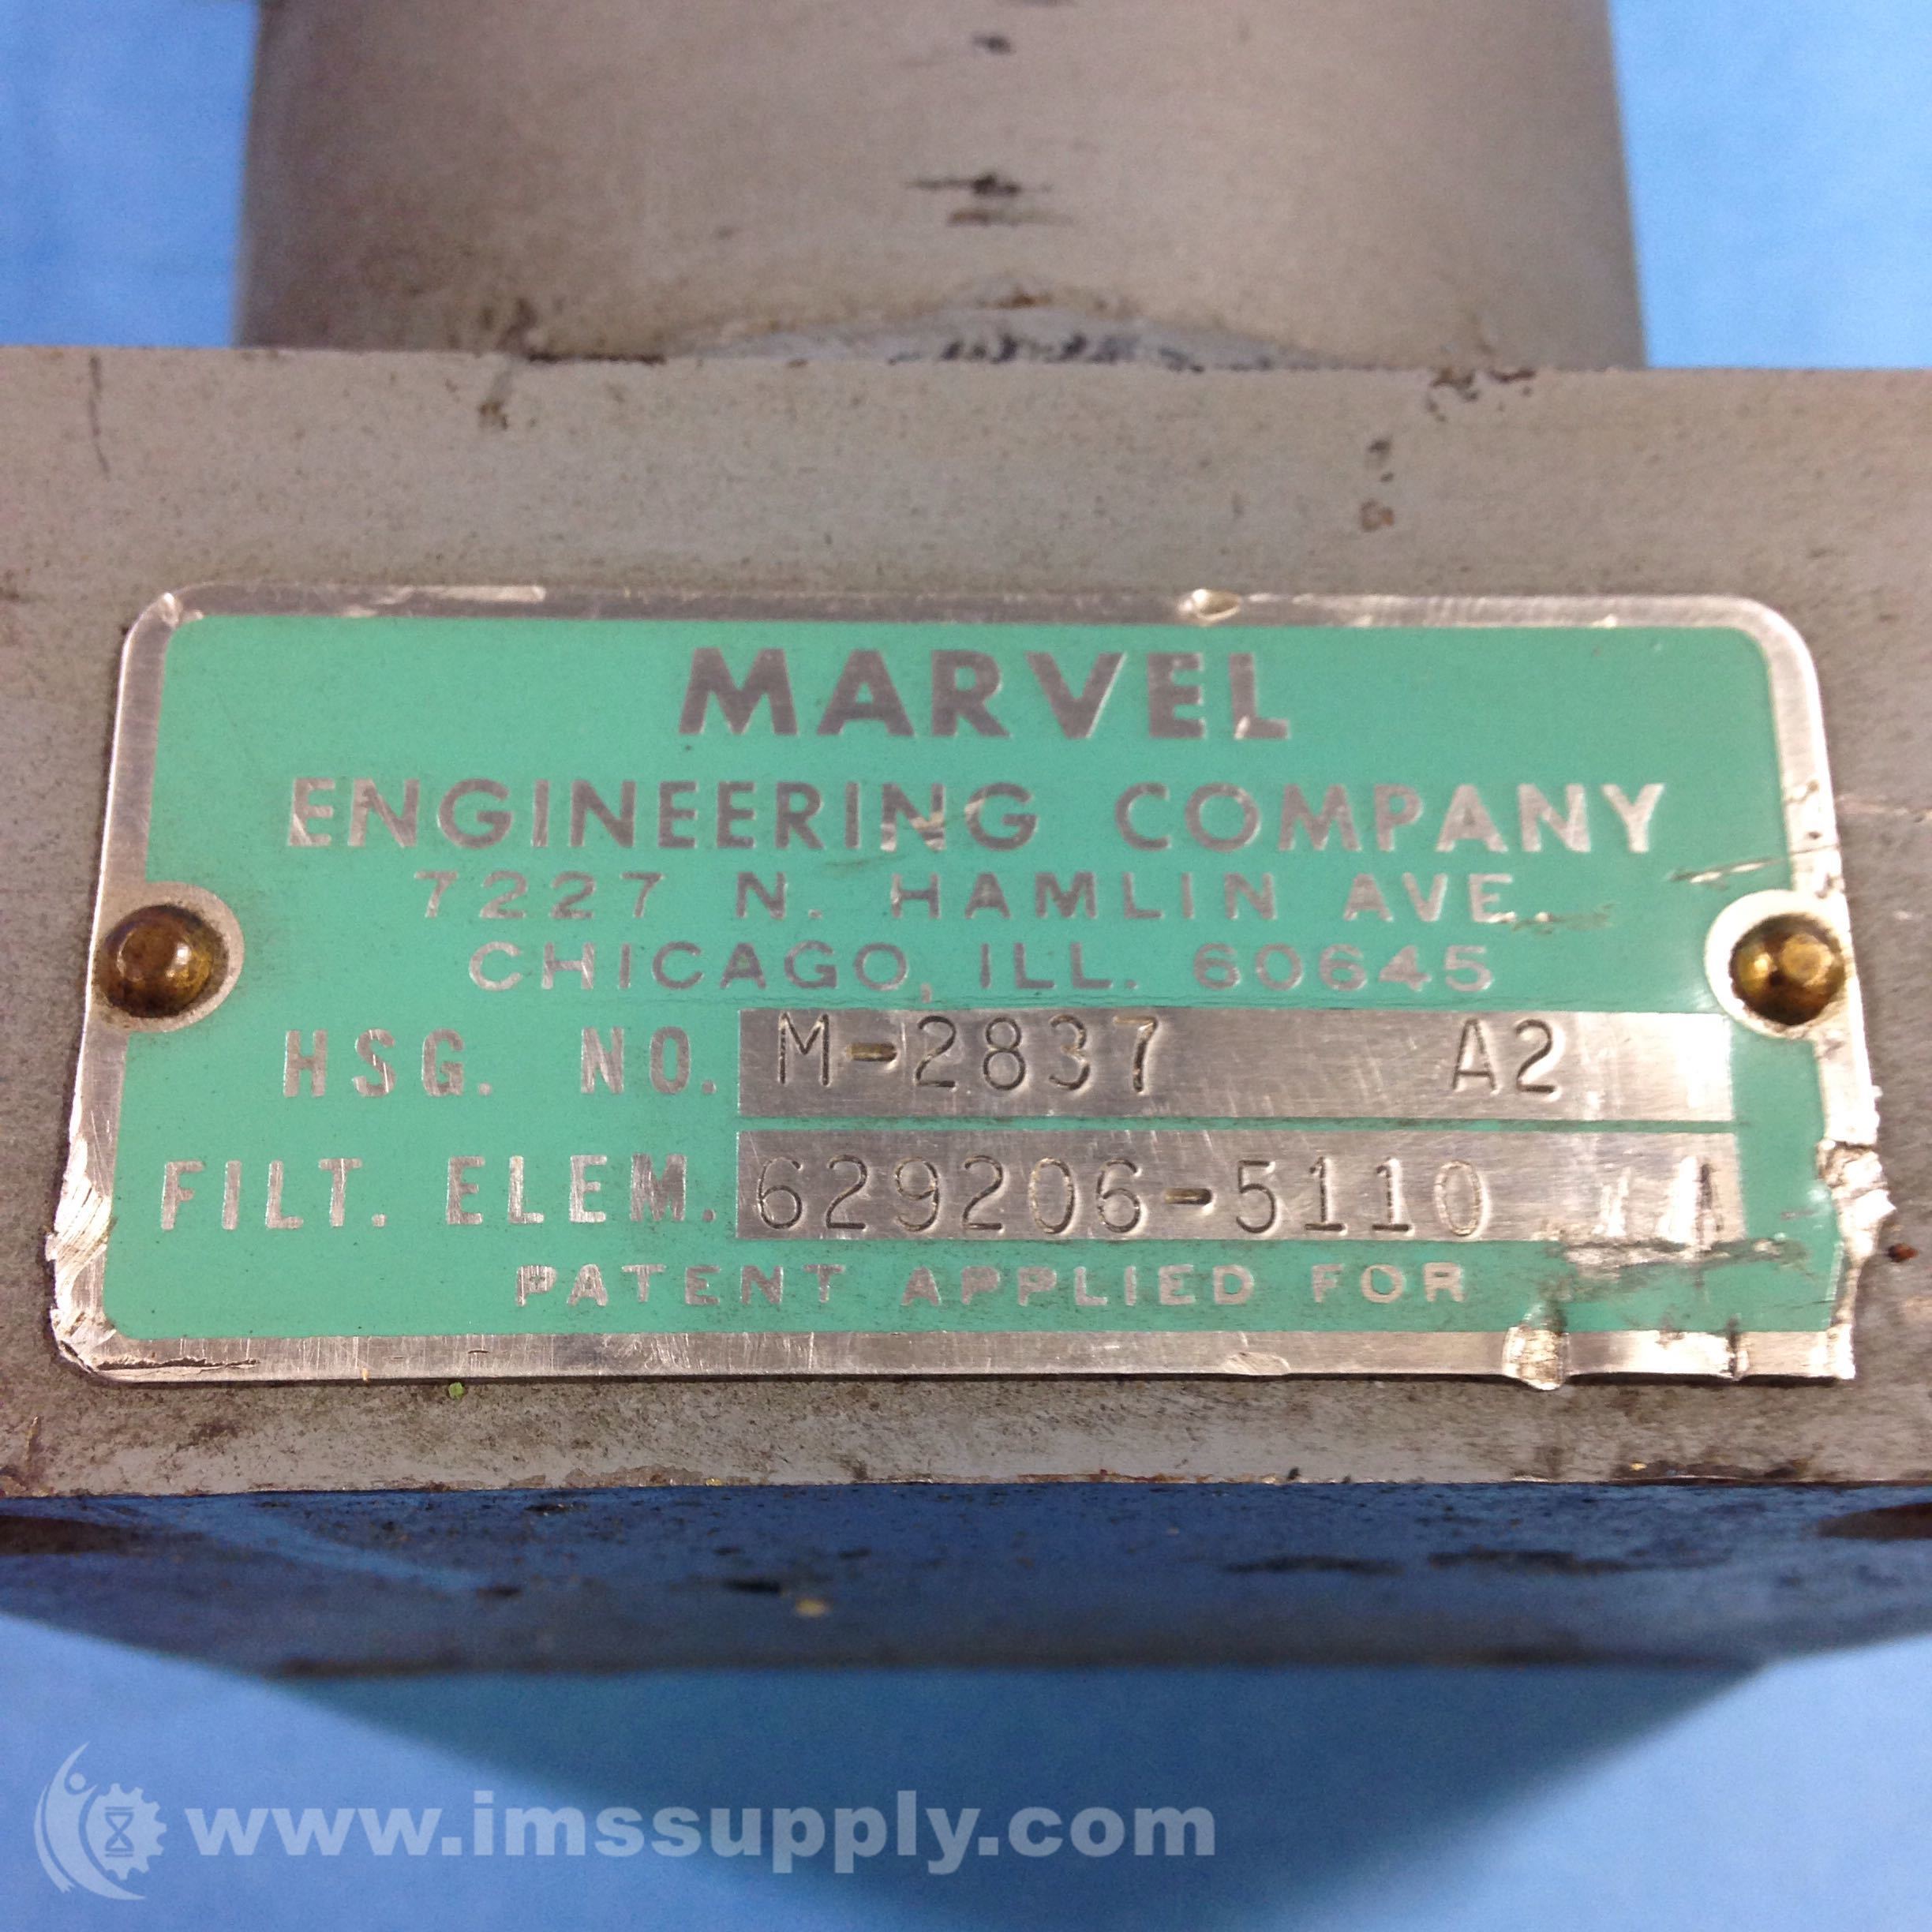 MARVEL
ENGINEERING COMPANY
7227 N. HAMLIN AVE.
CHICAGO, ILL. 60645
HSG. NO. M-2837 A2
FILT. ELEM. 629206-5110
PATENT APPLIED FOR
www.imssupply.com